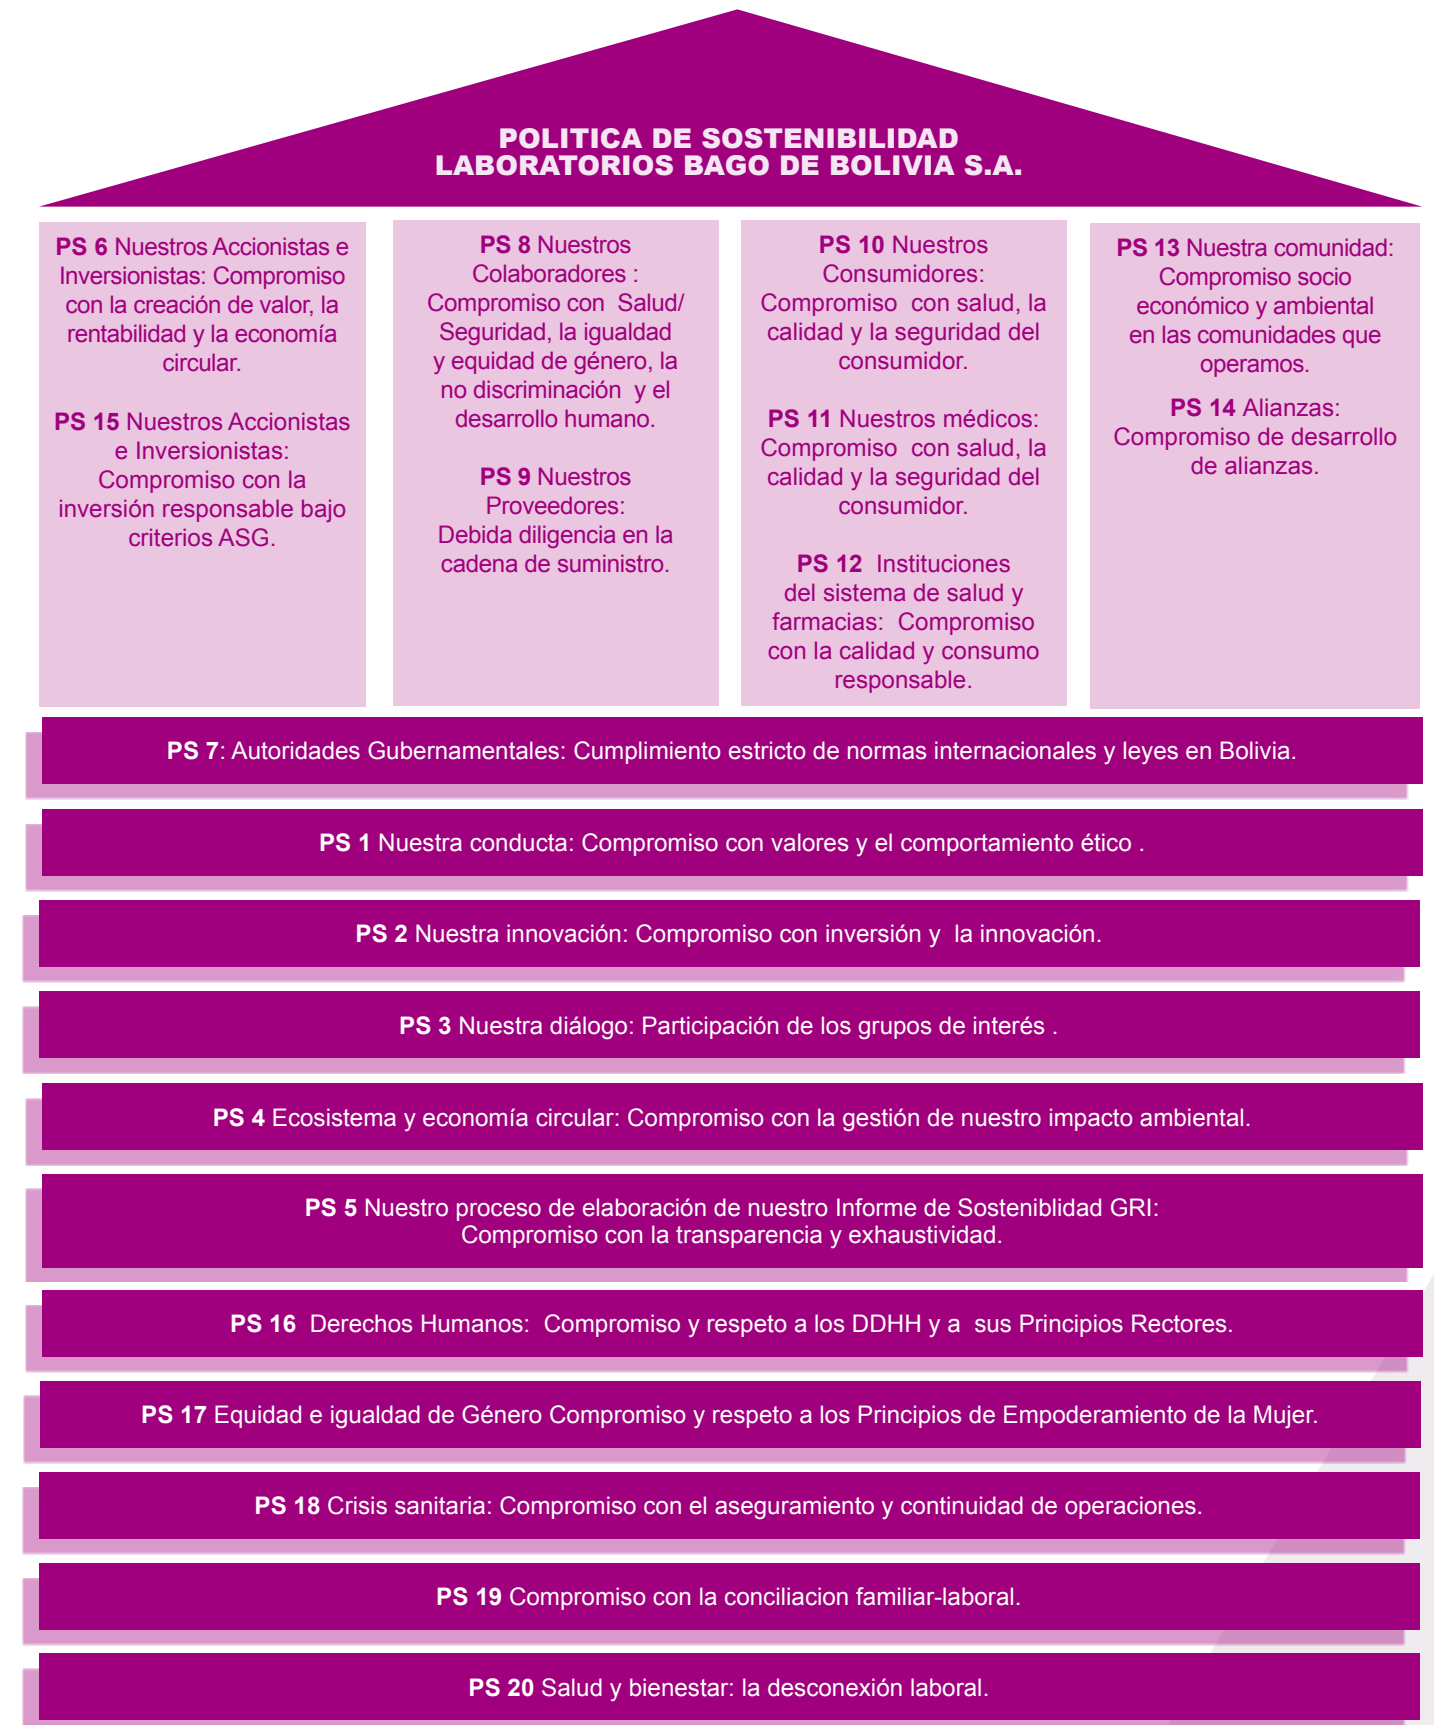 POLITICA DE SOSTENIBILIDAD
LABORATORIOS BAGO DE BOLIVIA S.A.
PS 6 Nuestros Accionistas e
Inversionistas: Compromiso
con la creación de valor, la
rentabilidad y la economía
circular.
PS 15 Nuestros Accionistas
e Inversionistas:
Compromiso con la
inversión responsable bajo
criterios ASG.
PS 8 Nuestros
Colaboradores :
Compromiso con Salud/
Seguridad, la igualdad
y equidad de género, la
no discriminación y el
desarrollo humano.
PS 9 Nuestros
Proveedores:
Debida diligencia en la
cadena de suministro.
PS 10 Nuestros
Consumidores:
Compromiso con salud, la
calidad y la seguridad del
consumidor.
PS 11 Nuestros médicos:
Compromiso con salud, la
calidad y la seguridad del
consumidor.
PS 12 Instituciones
del sistema de salud y
farmacias: Compromiso
con la calidad y consumo
responsable.
PS 13 Nuestra comunidad:
Compromiso socio
económico y ambiental
en las comunidades que
operamos.
PS 14 Alianzas:
Compromiso de desarrollo
de alianzas.
PS 7: Autoridades Gubernamentales: Cumplimiento estricto de normas internacionales y leyes en Bolivia.
PS 1 Nuestra conducta: Compromiso con valores y el comportamiento ético .
PS 2 Nuestra innovación: Compromiso con inversión y la innovación.
PS 3 Nuestra diálogo: Participación de los grupos de interés .
PS 4 Ecosistema y economía circular: Compromiso con la gestión de nuestro impacto ambiental.
PS 5 Nuestro proceso de elaboración de nuestro Informe de Losteniblidad GRI:
Compromiso con la transparencia y exhaustividad.
PS 16 Derechos Humanos: Compromiso y respeto a los DDHH y a sus Principios Rectores.
PS 17 Equidad e igualdad de Género Compromiso y respeto a los Principios de Empoderamiento de la Mujer.
PS 18 Crisis sanitaria: Compromiso con el aseguramiento y continuidad de operaciones.
PS 19 Compromiso con la conciliacion familiar-laboral.
PS 20 Salud y bienestar: la desconexión laboral.